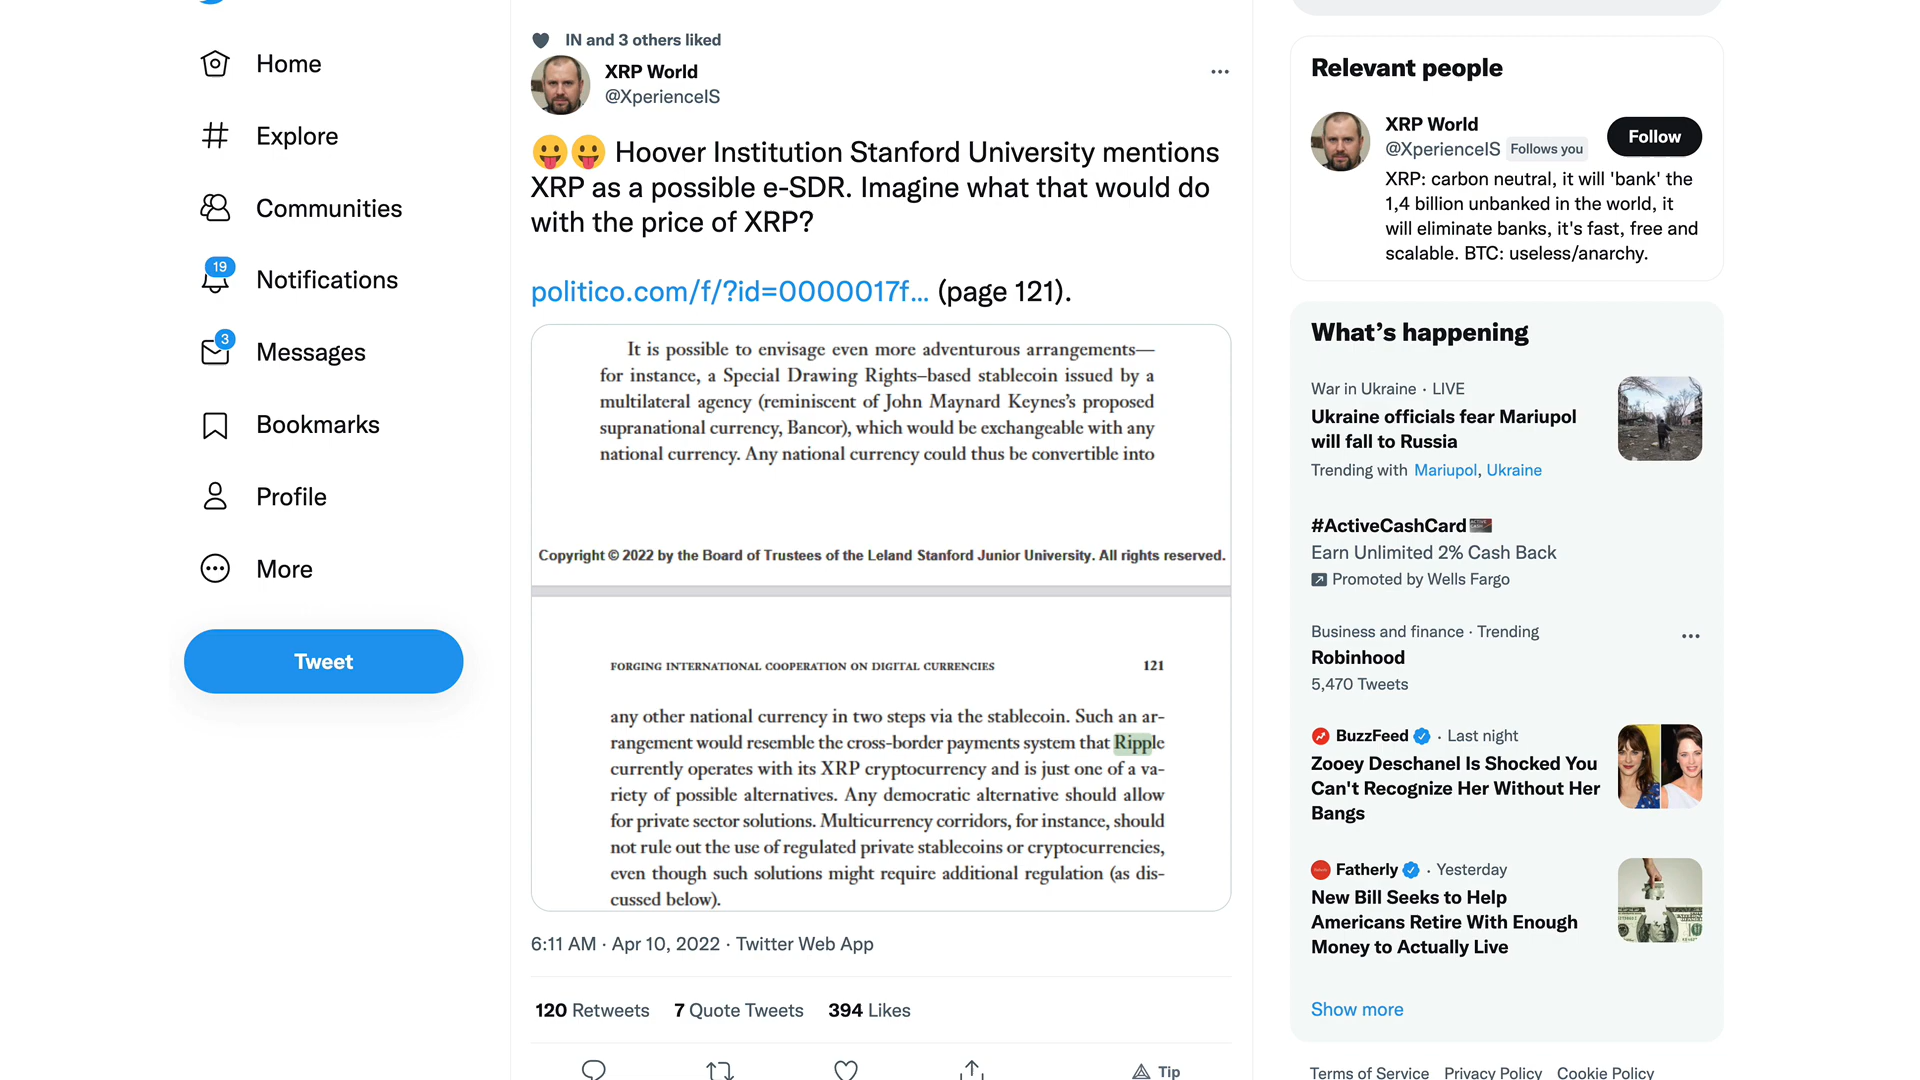 Home
Explore
Communities
19
Notifications
3
Messages
Bookmarks
Profile
More
Tweet
IN and 3 others liked
XRP World
@XperienceIS
😛😛 Hoover Institution Stanford University mentions
XRP as a possible e-SDR. Imagine what that would do
with the price of XRP?
politico.com/f/?id=0000017f… (page 121).
It is possible to envisage even more adventurous arrangements—
for instance, a Special Drawing Rights–based stablecoin issued by a
multilateral agency (reminiscent of John Maynard Keynes’s proposed
supranational currency, Bancor), which would be exchangeable with any
national currency. Any national currency could thus be convertible into
Copyright © 2022 by the Board of Trustees of the Leland Stanford Junior University. All rights reserved.
FORGING INTERNATIONAL COOPERATION ON DIGITAL CURRENCIES 121
any other national currency in two steps via the stablecoin. Such an ar-
rangement would resemble the cross-border payments system that Ripple
currently operates with its XRP cryptocurrency and is just one of a va-
riety of possible alternatives. Any democratic alternative should allow
for private sector solutions. Multicurrency corridors, for instance, should
not rule out the use of regulated private stablecoins or cryptocurrencies,
even though such solutions might require additional regulation (as dis-
cussed below).
6:11 AM · Apr 10, 2022 · Twitter Web App
120 Retweets 7 Quote Tweets 394 Likes
Tip
Relevant people
XRP World
@XperienceIS Follows you
Follow
XRP: carbon neutral, it will 'bank' the
1,4 billion unbanked in the world, it
will eliminate banks, it's fast, free and
scalable. BTC: useless/anarchy.
What’s happening
War in Ukraine · LIVE
Ukraine officials fear Mariupol
will fall to Russia
Trending with Mariupol, Ukraine
#ActiveCashCard
Earn Unlimited 2% Cash Back
Promoted by Wells Fargo
Business and finance · Trending
Robinhood
5,470 Tweets
BuzzFeed · Last night
Zooey Deschanel Is Shocked You
Can't Recognize Her Without Her
Bangs
Fatherly · Yesterday
New Bill Seeks to Help
Americans Retire With Enough
Money to Actually Live
Show more
Terms of Service Privacy Policy Cookie Policy